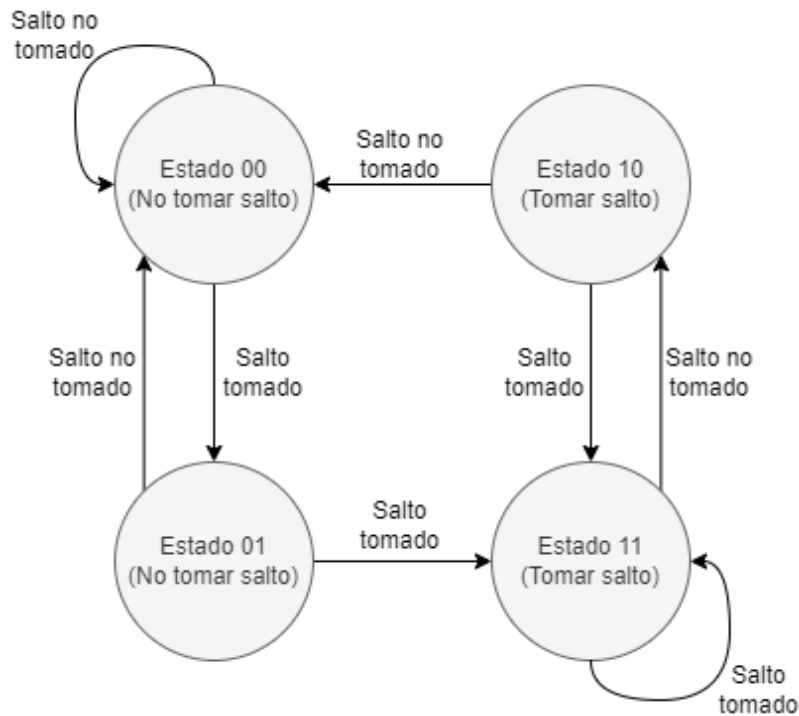 Salto no
tomado
Estado 00
(No tomar salto)
Salto no
tomado
Estado 10
(Tomar salto)
Salto no
tomado
Salto
tomado
Salto
tomado
Salto no
tomado
Estado 01
(No tomar salto)
Salto
tomado
Estado 11
(Tomar salto)
Salto
tomado